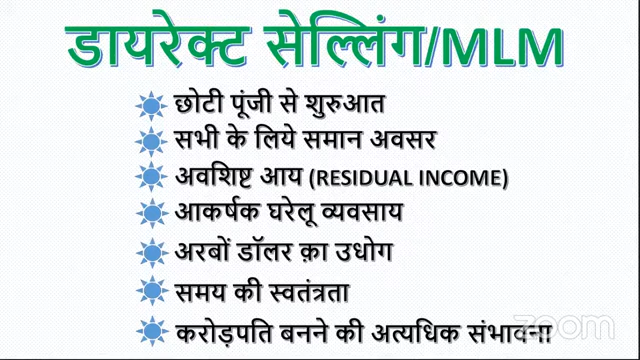 डायरेक्ट सेल्लिंग/MLM
छोटी पूंजी से शुरुआत
सभी के लिये समान अवसर
अवशिष्ट आय (RESIDUAL INCOME)
आकर्षक घरेलू व्यवसाय
अरबों डॉलर क़ा उधोग
समय की स्वतंत्रता
करोड़पति बनने की अत्यधिक संभावना
zoom